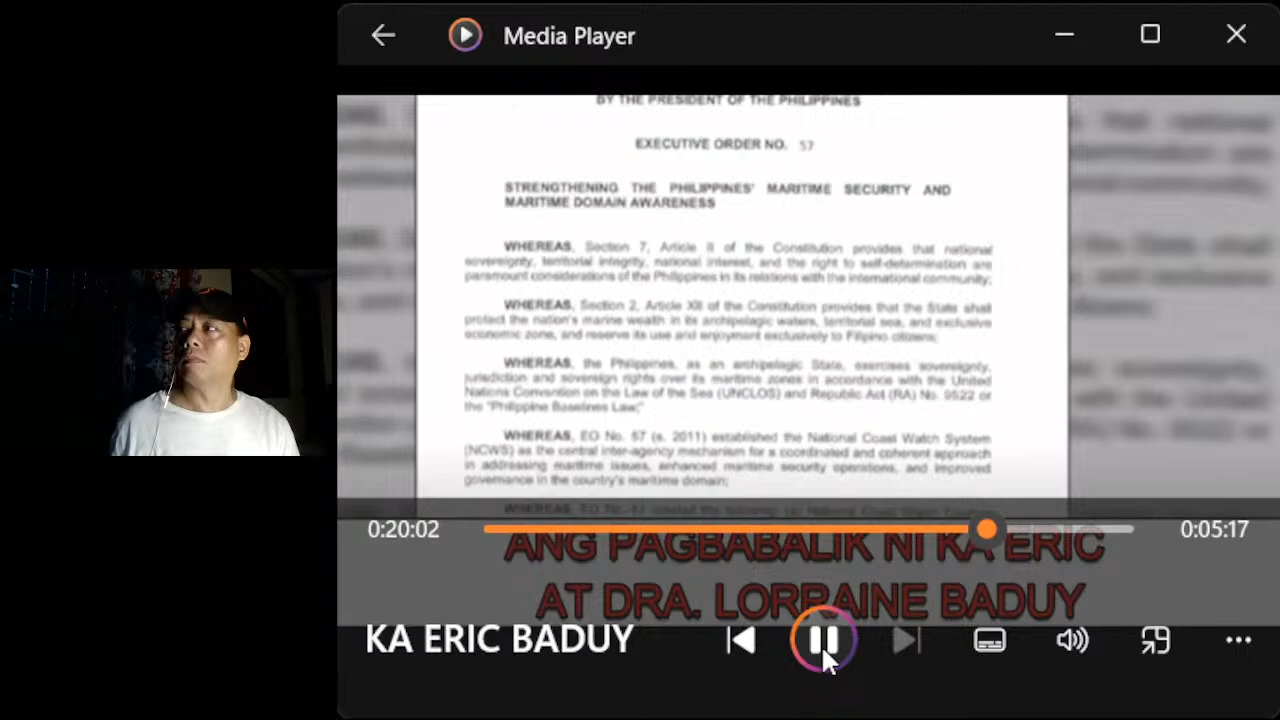 Media Player
BY THE PRESIDENT OF THE PHILIPPINES
EXECUTIVE ORDER NO. 57
STRENGTHENING THE PHILIPPINES' MARITIME SECURITY AND
MARITIME DOMAIN AWARENESS
WHEREAS, Section 7, Article II of the Constitution provides that national
sovereignty, territorial integrity, national interest, and the right to self-determination are
paramount considerations of the Philippines in its relations with the international community;
WHEREAS, Section 2, Article XII of the Constitution provides that the State shall
protect the nation's marine wealth in its archipelagic waters, territorial sea, and exclusive
economic zone, and reserve its use and enjoyment exclusively to Filipino citizens;
WHEREAS, the Philippines, as an archipelagic State, exercises sovereignty,
jurisdiction and sovereign rights over its maritime zones in accordance with the United
Nations Convention on the Law of the Sea (UNCLOS) and Republic Act (RA) No. 9522 or
the "Philippine Baselines Law;"
WHEREAS, EO No. 57 (s. 2011) established the National Coast Watch System
(NCWS) as the central inter-agency mechanism for a coordinated and coherent approach
in addressing maritime issues, enhanced maritime security operations, and improved
governance in the country's maritime domain;
0:20:02
0:05:17
ANG PAGBABALIK NI KA ERIC
AT DRA. LORRAINE BADUY
KA ERIC BADUY